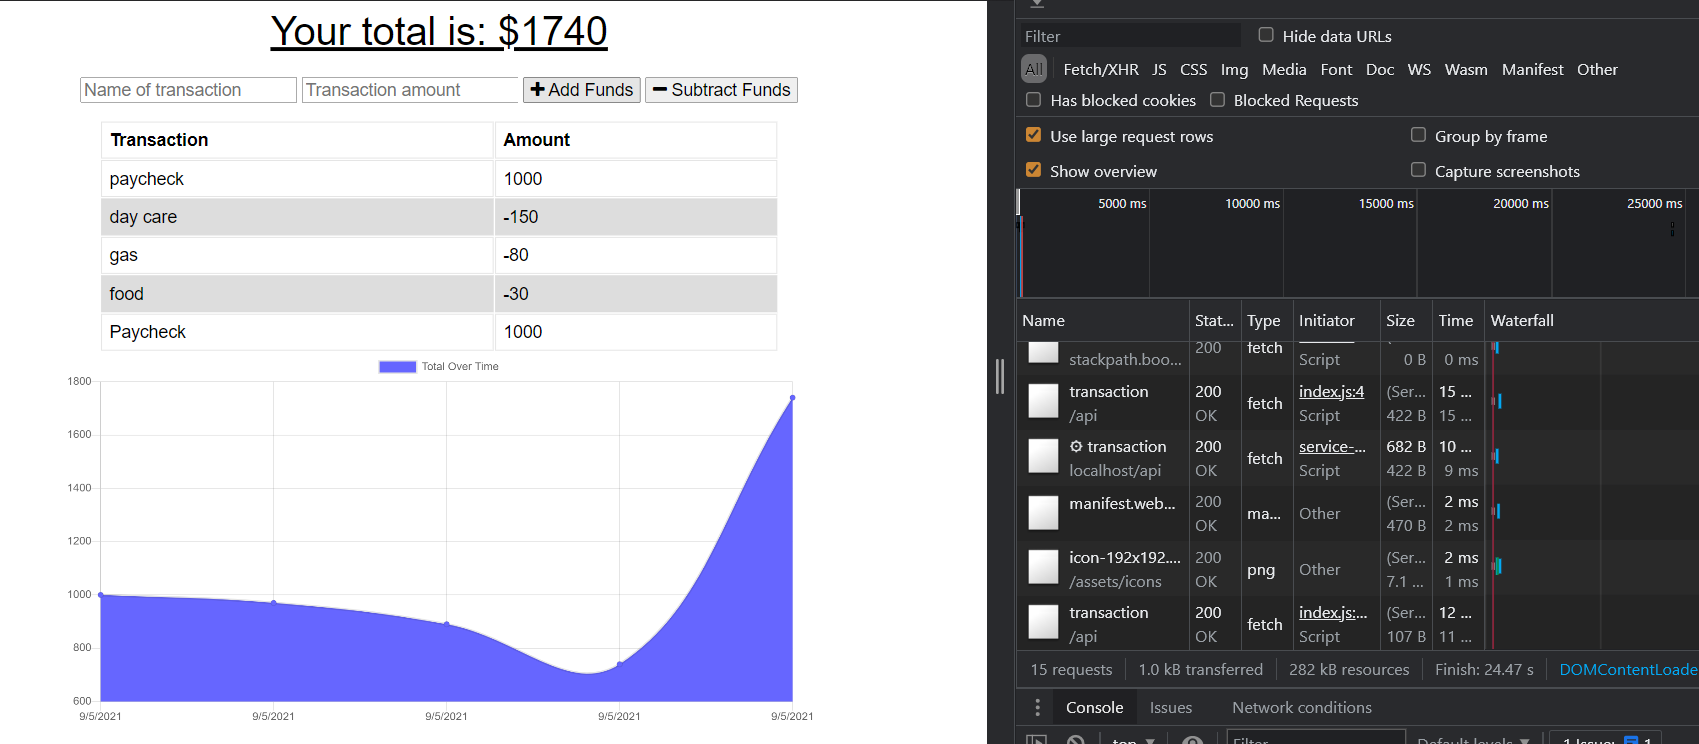 Your total is: $1740
Name of transaction Transaction amount + Add Funds − Subtract Funds
Transaction Amount
paycheck 1000
day care -150
gas -80
food -30
Paycheck 1000
Total Over Time
1800
1600
1400
1200
1000
800
600
9/5/2021 9/5/2021 9/5/2021 9/5/2021 9/5/2021
Filter Hide data URLs
All Fetch/XHR JS CSS Img Media Font Doc WS Wasm Manifest Other
Has blocked cookies Blocked Requests
Use large request rows Group by frame
Show overview Capture screenshots
5000 ms 10000 ms 15000 ms 20000 ms 25000 ms
Name Stat... Type Initiator Size Time Waterfall
200 fetch
stackpath.boo... Script 0 B 0 ms
transaction 200 fetch index.js:4 (Ser... 15 ...
/api OK Script 422 B 15 ...
transaction 200 fetch service-... 682 B 10 ...
localhost/api OK Script 422 B 9 ms
manifest.web... 200 ma... Other (Ser... 2 ms
OK 470 B 2 ms
icon-192x192.... 200 png Other (Ser... 2 ms
/assets/icons OK 7.1 ... 1 ms
transaction 200 fetch index.js:... (Ser... 12 ...
/api OK Script 107 B 11 ...
15 requests 1.0 kB transferred 282 kB resources Finish: 24.47 s DOMContentLoade
Console Issues Network conditions
top Filter Default levels 1 Issue: 1